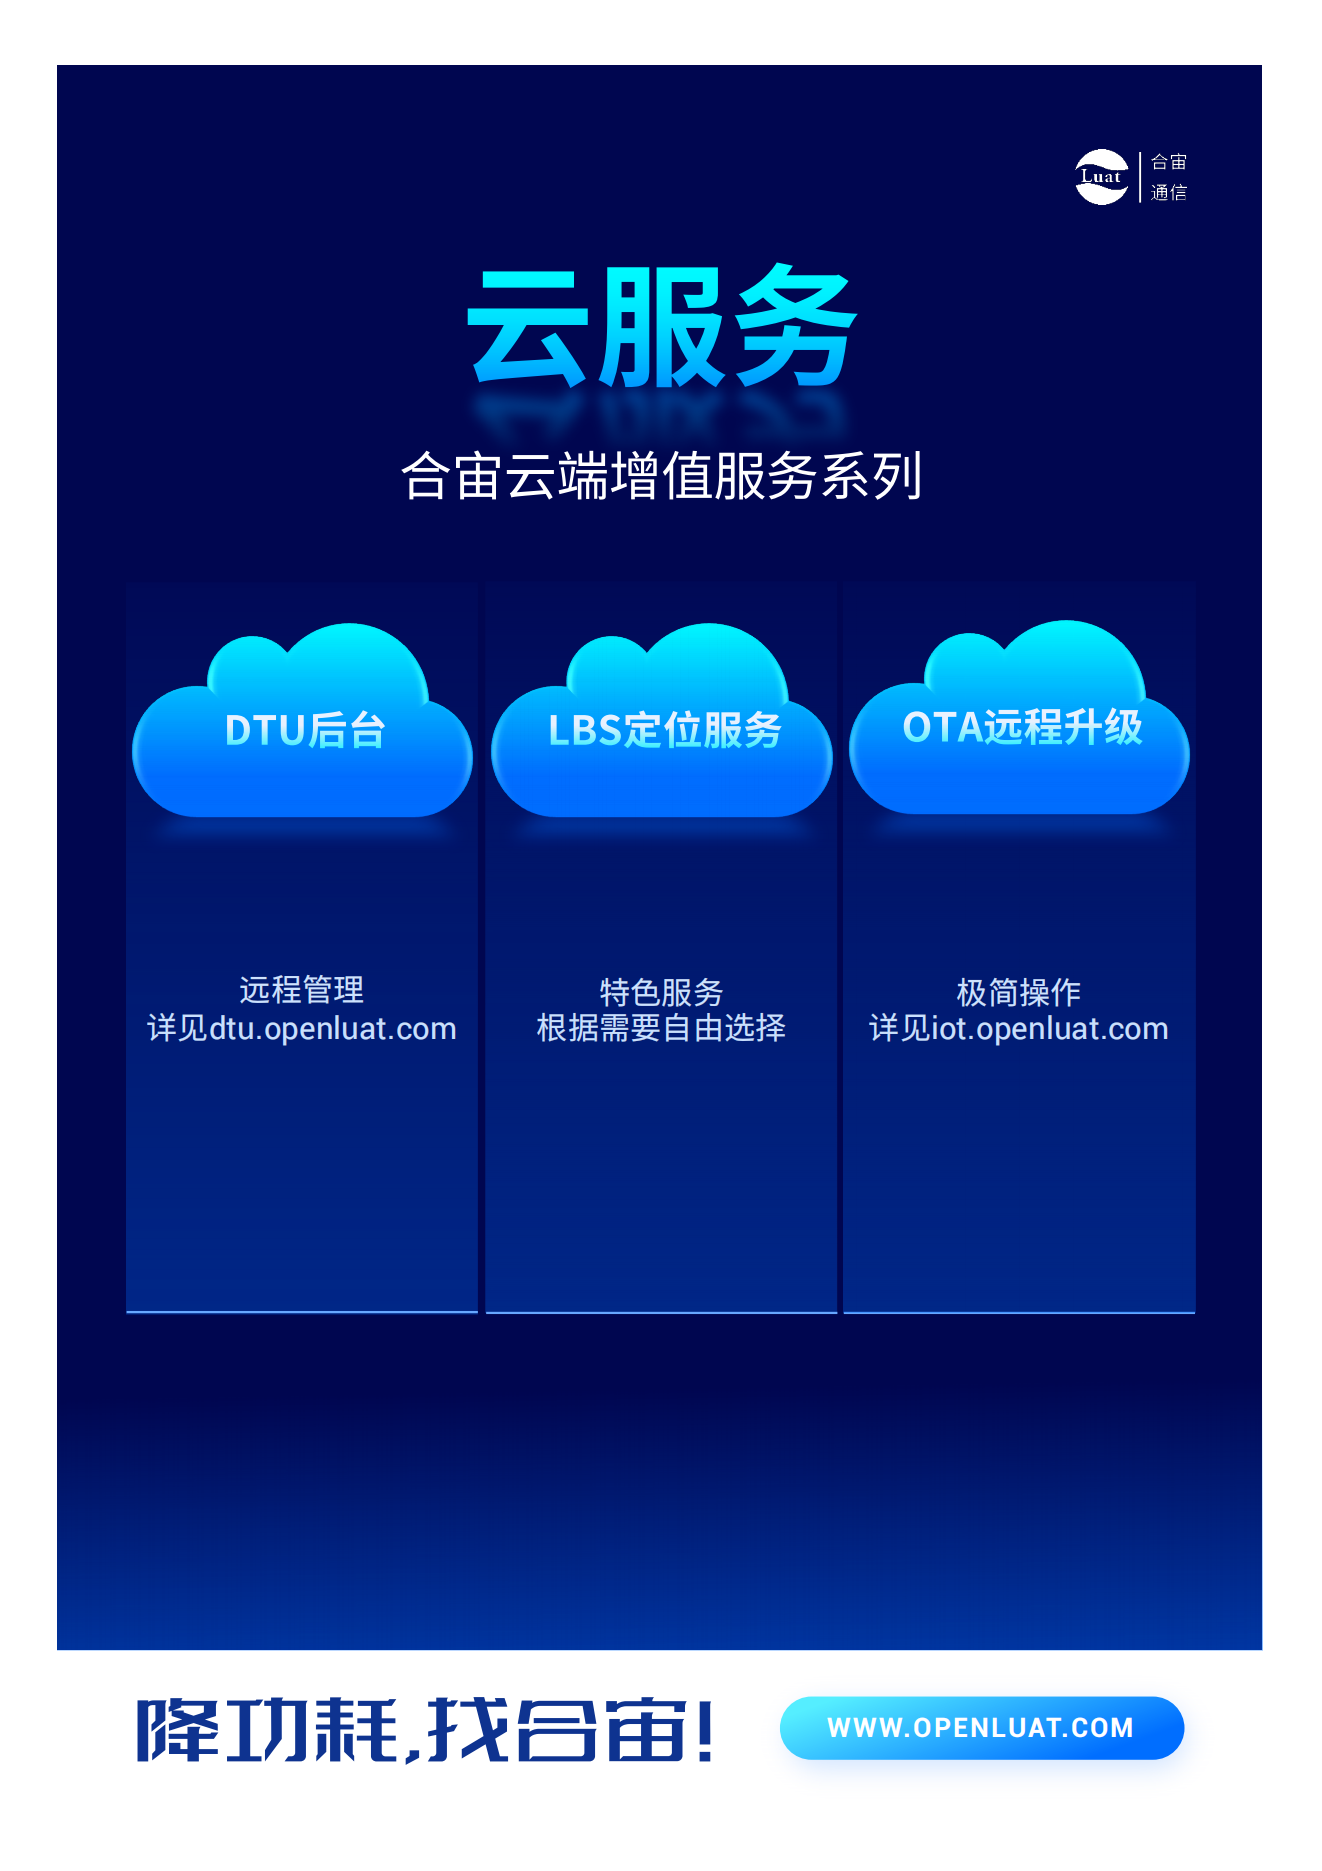 Luat
合宙
通信
云服务
合宙云端增值服务系列
DTU后台
LBS定位服务
OTA远程升级
远程管理
详见dtu.openluat.com
特色服务
根据需要自由选择
极简操作
详见iot.openluat.com
降功耗,找合宙!
WWW.OPENLUAT.COM